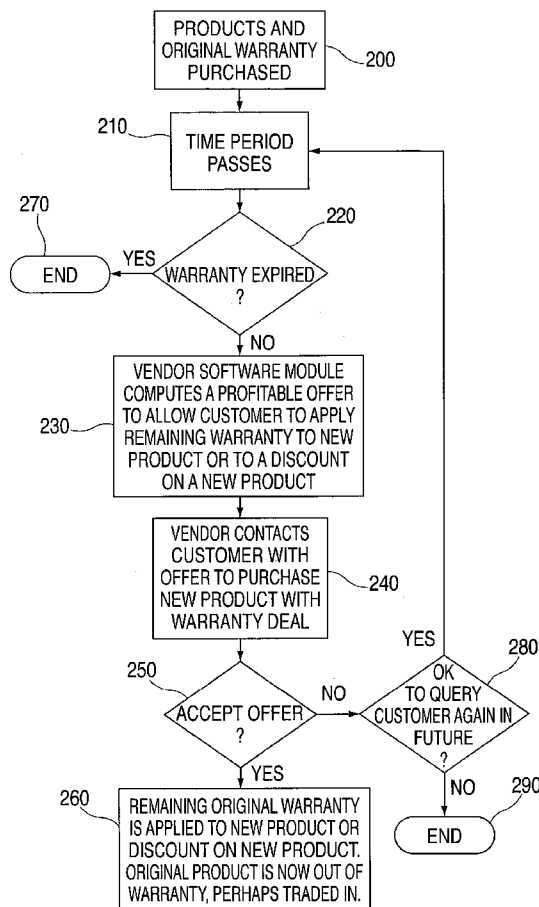 PRODUCTS AND
ORIGINAL WARRANTY
PURCHASED
200
210
TIME PERIOD
PASSES
270
220
END
YES
WARRANTY EXPIRED
?
NO
VENDOR SOFTWARE MODULE
COMPUTES A PROFITABLE OFFER
TO ALLOW CUSTOMER TO APPLY
REMAINING WARRANTY TO NEW
PRODUCT OR TO A DISCOUNT
ON A NEW PRODUCT
230
VENDOR CONTACTS
CUSTOMER WITH
OFFER TO PURCHASE
NEW PRODUCT WITH
WARRANTY DEAL
240
YES
280
250
ACCEPT OFFER
?
NO
OK
TO QUERY
CUSTOMER AGAIN IN
FUTURE
?
YES
NO
290
END
260
REMAINING ORIGINAL WARRANTY
IS APPLIED TO NEW PRODUCT OR
DISCOUNT ON NEW PRODUCT.
ORIGINAL PRODUCT IS NOW OUT OF
WARRANTY, PERHAPS TRADED IN.